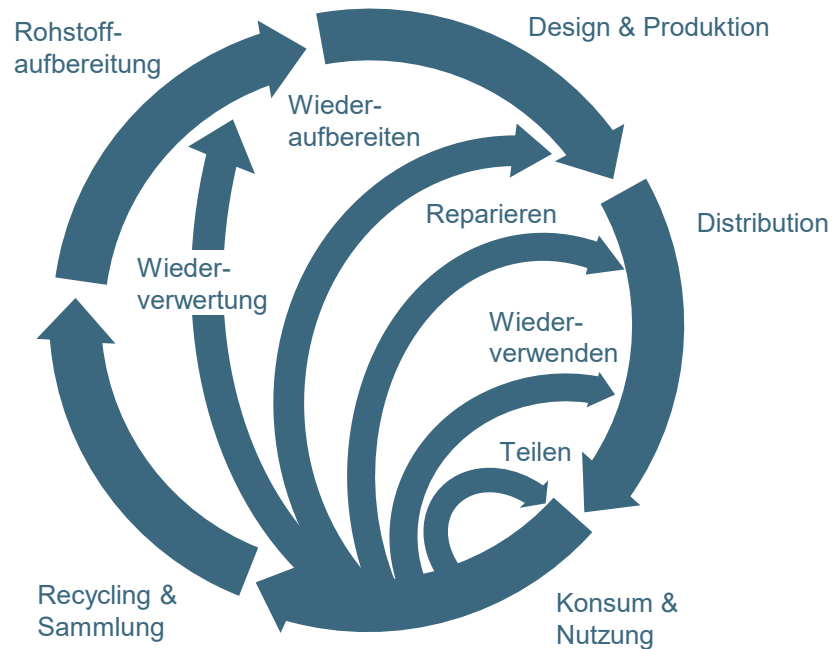 Rohstoff-
aufbereitung
Design & Produktion
Wieder-
aufbereiten
Reparieren
Distribution
Wieder-
verwertung
Wieder-
verwenden
Teilen
Recycling &
Sammlung
Konsum &
Nutzung